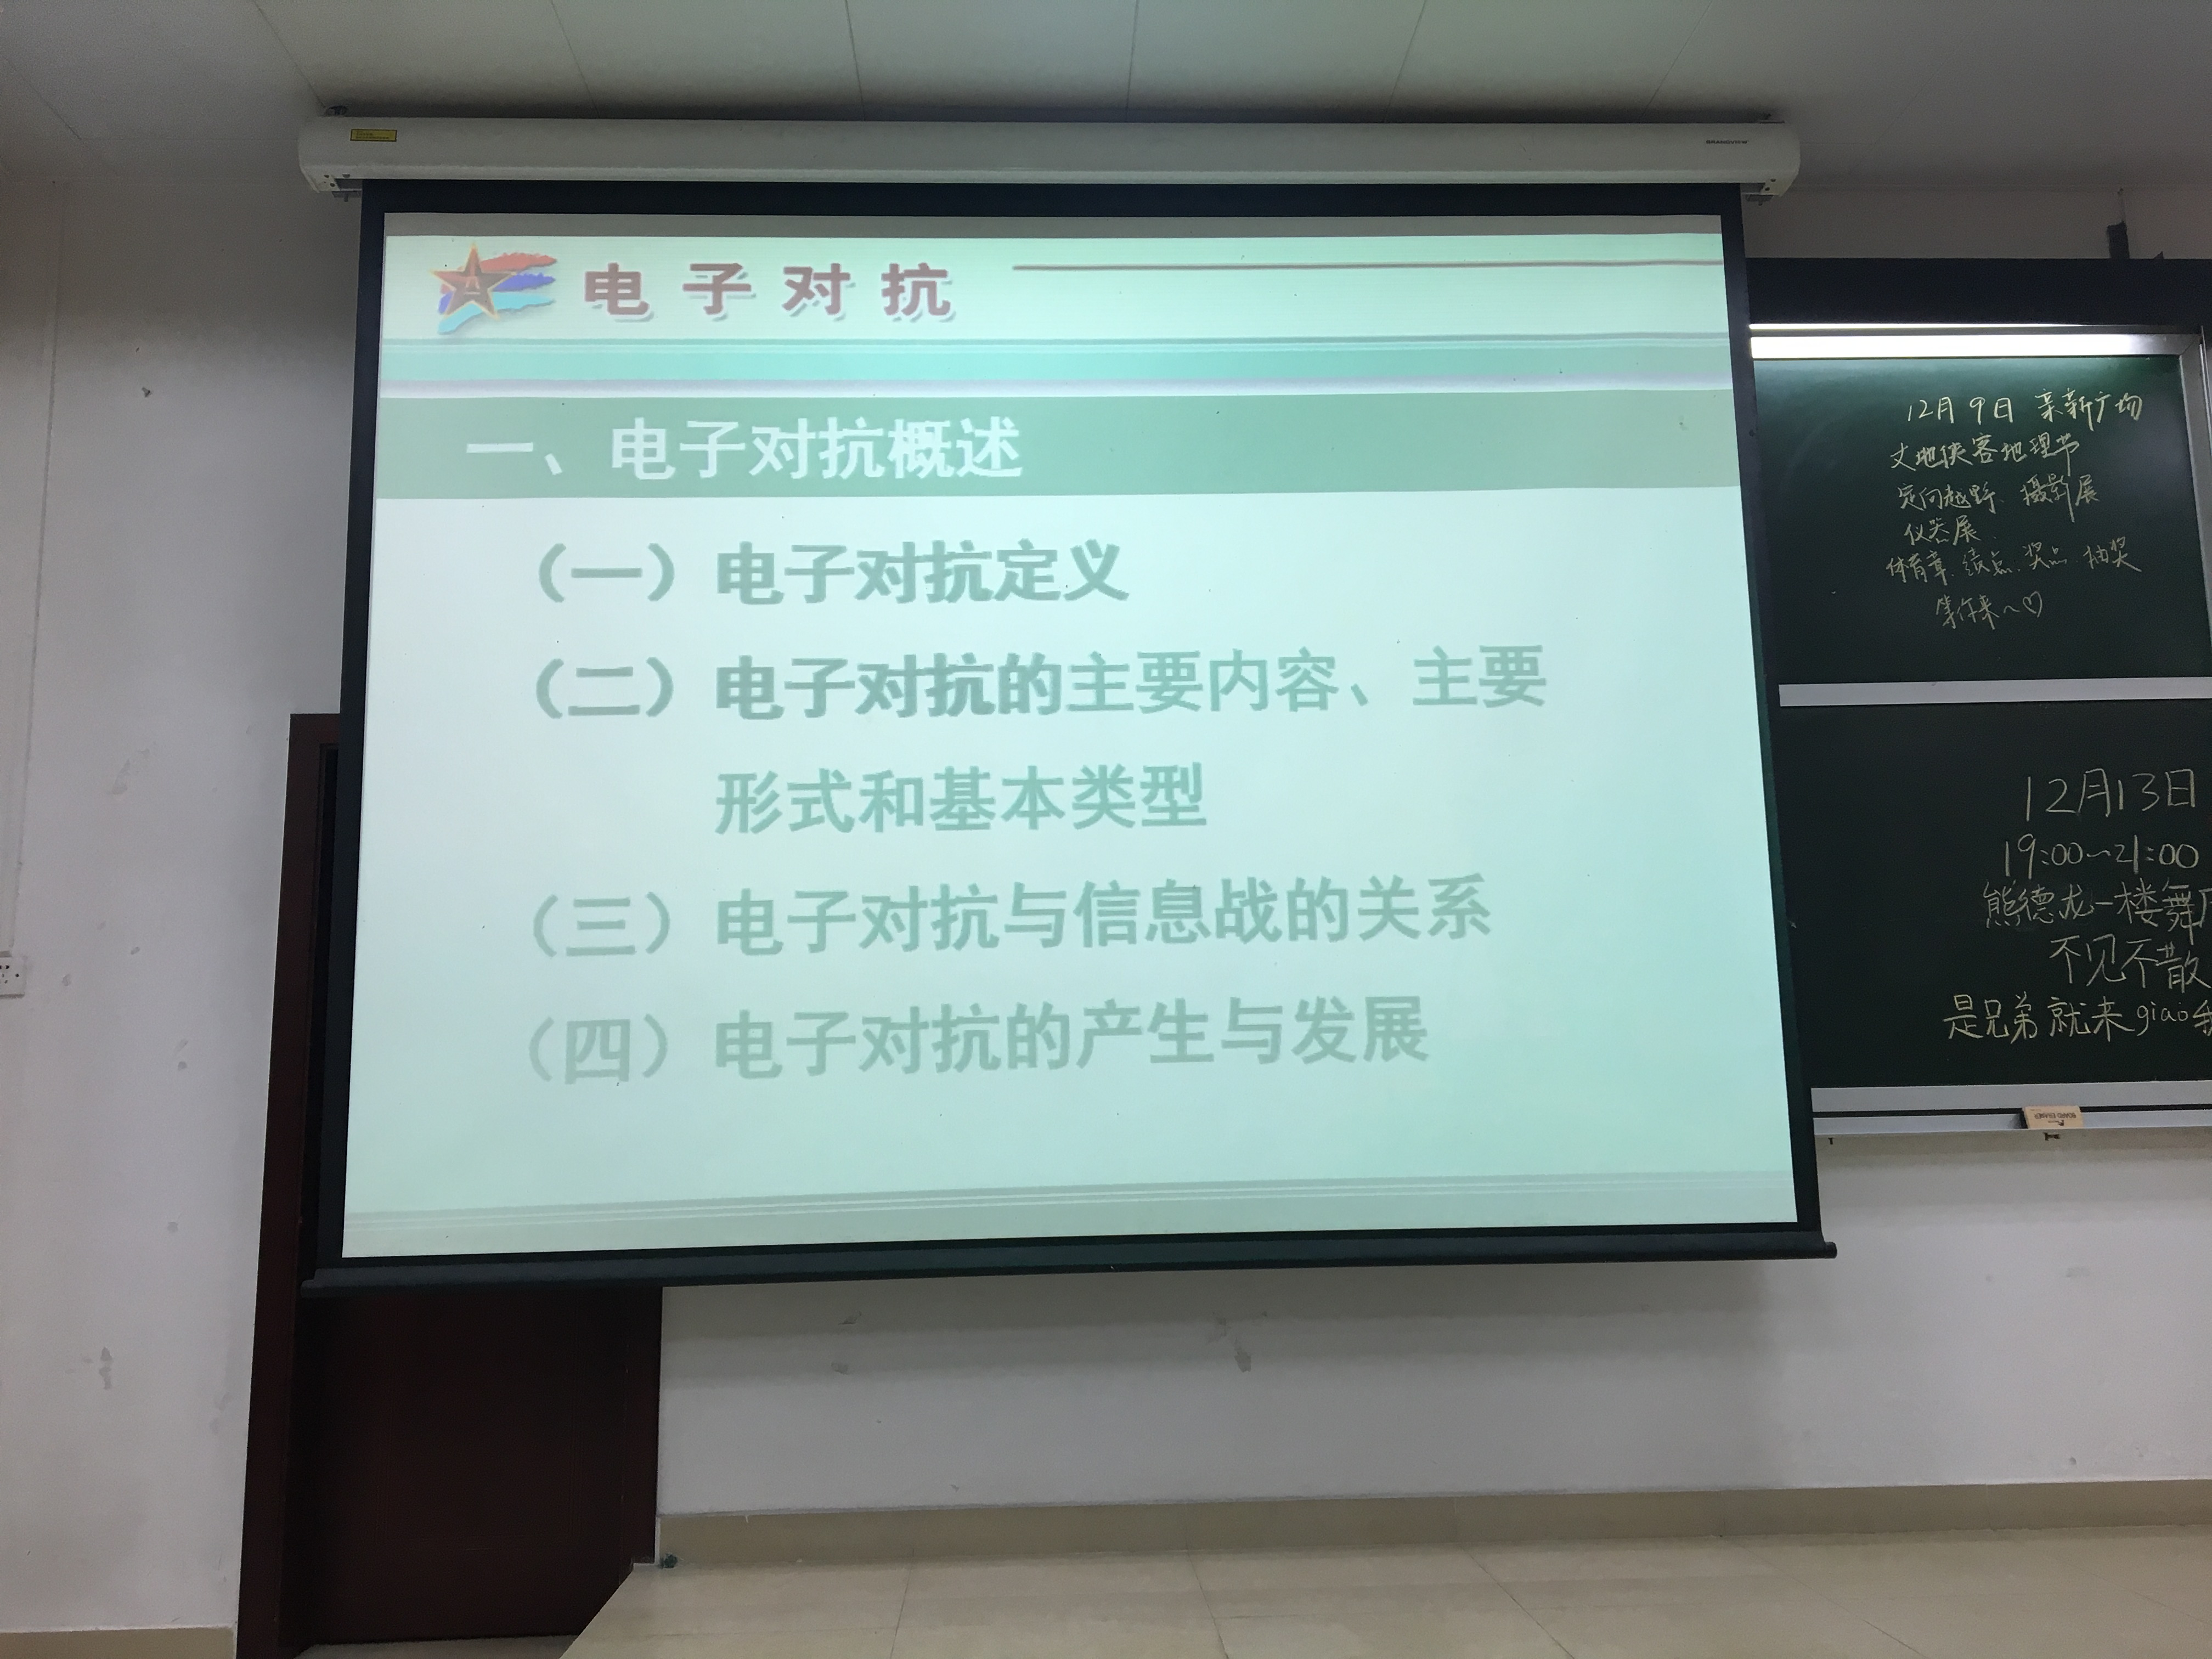 电子对抗
一、电子对抗概述
（一）电子对抗定义
（二）电子对抗的主要内容、主要
形式和基本类型
（三）电子对抗与信息战的关系
（四）电子对抗的产生与发展
12月9日 亲新广场
丈地侠客地理节
定向越野、摄影展
仪器展
体育章、绩点、奖品、抽奖
等你来~♡
12月13日
19:00~21:00
熊德龙一楼舞
不见不散
是兄弟就来giao我